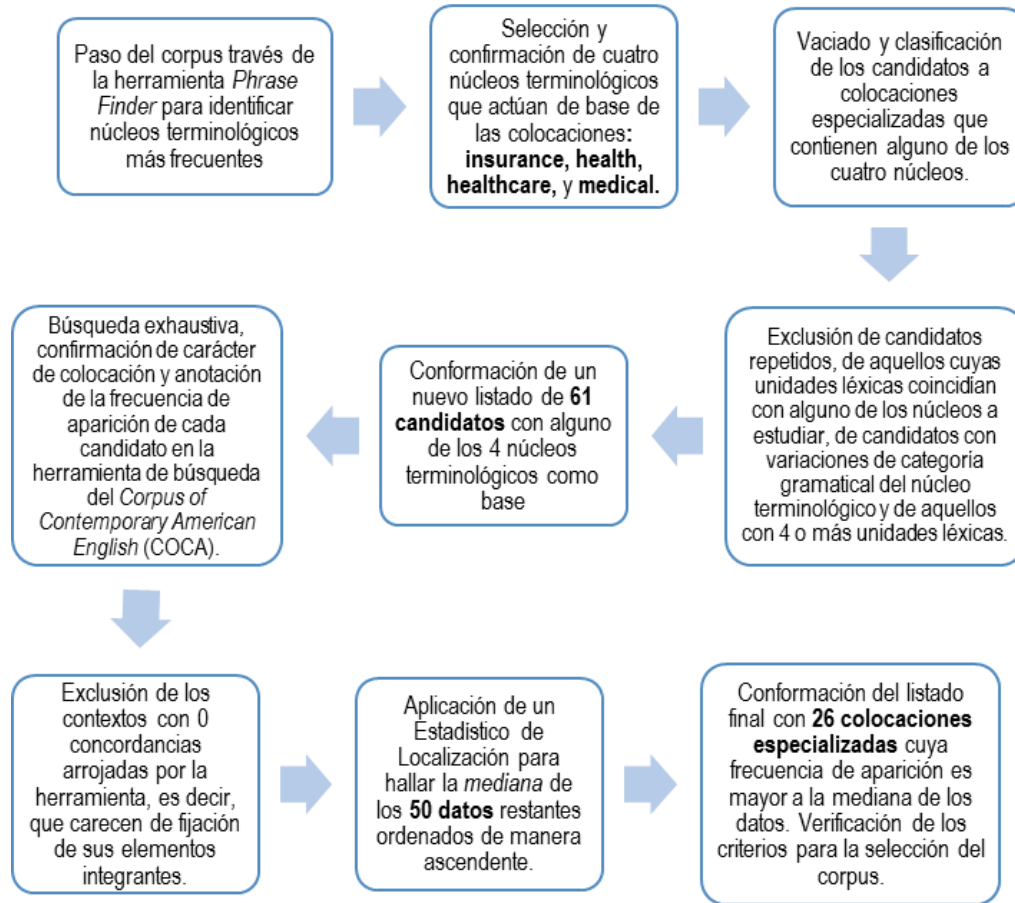 Paso del corpus través de
la herramienta Phrase
Finder para identificar
núcleos terminológicos
más frecuentes
Selección y
confirmación de cuatro
núcleos terminológicos
que actúan de base de
las colocaciones:
insurance, health,
healthcare, y medical.
Vaciado y clasificación
de los candidatos a
colocaciones
especializadas que
contienen alguno de los
cuatro núcleos.
Exclusión de candidatos
repetidos, de aquellos cuyas
unidades léxicas coincidían
con alguno de los núcleos a
estudiar, de candidatos con
variaciones de categoría
gramatical del núcleo
terminológico y de aquellos
con 4 o más unidades léxicas.
Conformación de un
nuevo listado de 61
candidatos con alguno
de los 4 núcleos
terminológicos como
base
Búsqueda exhaustiva,
confirmación de carácter
de colocación y anotación
de la frecuencia de
aparición de cada
candidato en la
herramienta de búsqueda
del Corpus of
Contemporary American
English (COCA).
Exclusión de los
contextos con 0
concordancias
arrojadas por la
herramienta, es decir,
que carecen de fijación
de sus elementos
integrantes.
Aplicación de un
Estadístico de
Localización para
hallar la mediana de
los 50 datos restantes
ordenados de manera
ascendente.
Conformación del listado
final con 26 colocaciones
especializadas cuya
frecuencia de aparición es
mayor a la mediana de los
datos. Verificación de los
criterios para la selección del
corpus.